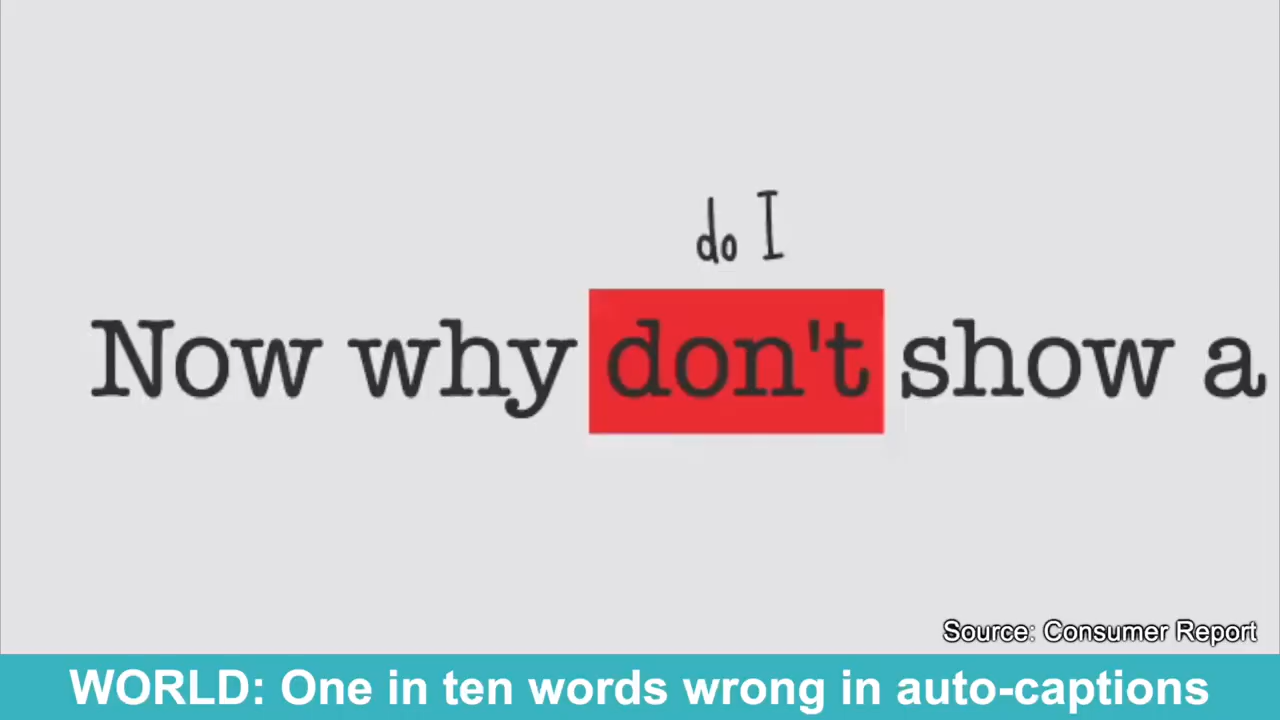 do I
Now why don't show a
Source: Consumer Report
WORLD: One in ten words wrong in auto-captions